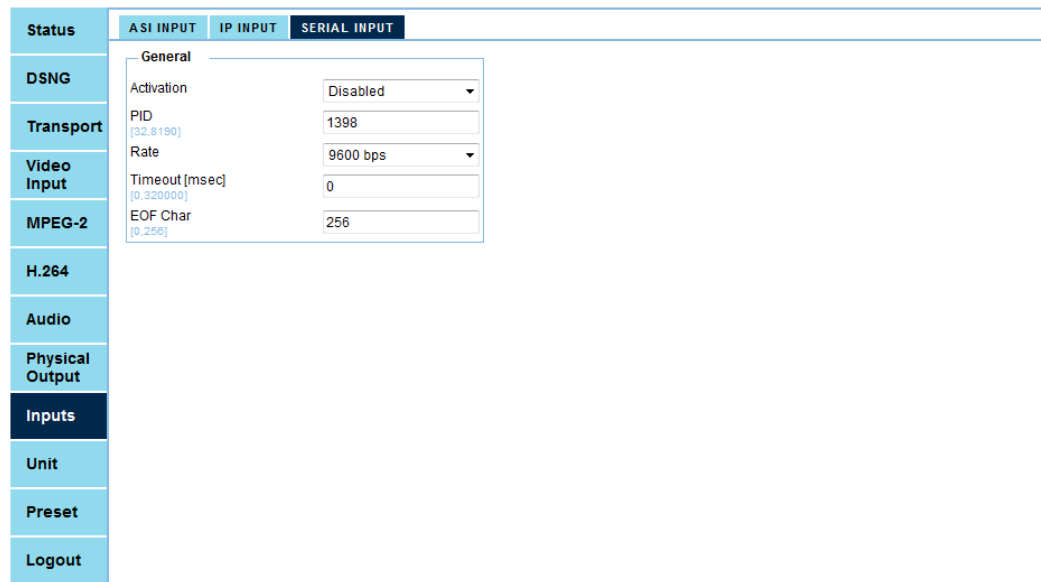 Status
DSNG
Transport
Video
Input
MPEG-2
H.264
Audio
Physical
Output
Inputs
Unit
Preset
Logout
ASI INPUT IP INPUT SERIAL INPUT
General
Activation Disabled
PID 1398
[32,8190]
Rate 9600 bps
Timeout [msec] 0
[0,320000]
EOF Char 256
[0,256]